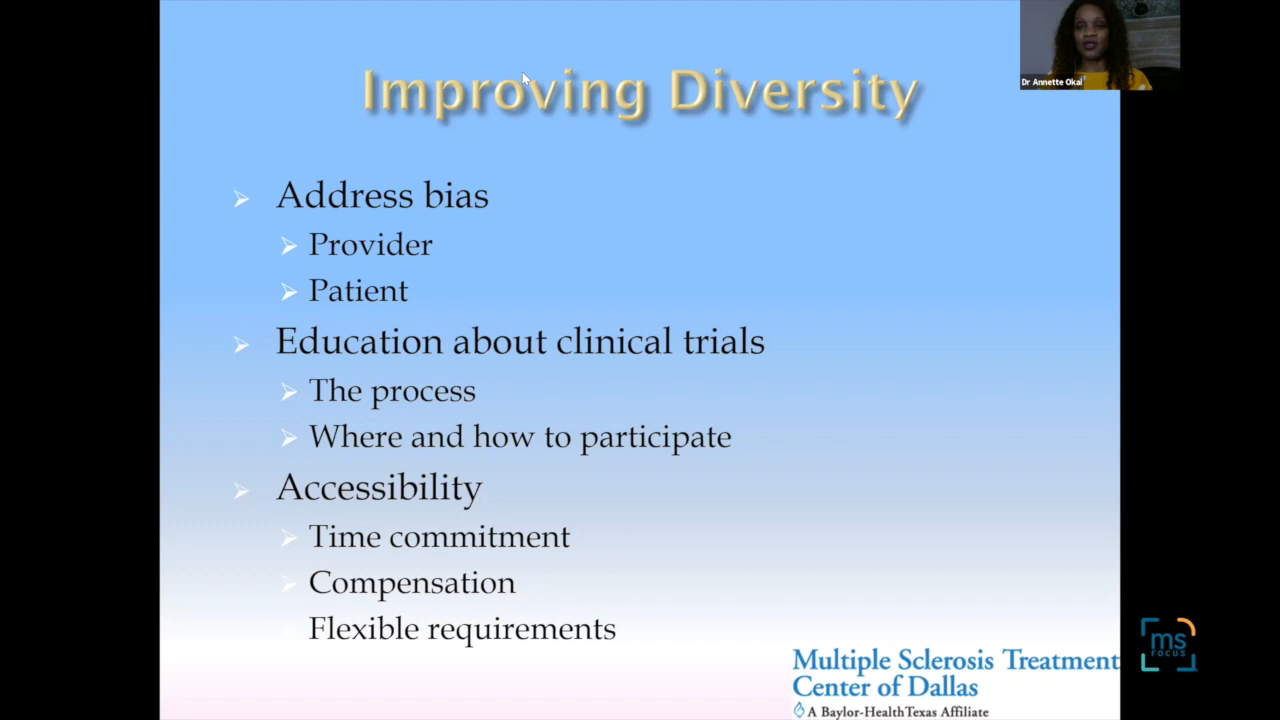 Improving Diversity
Dr Annette Okai
Address bias
Provider
Patient
Education about clinical trials
The process
Where and how to participate
Accessibility
Time commitment
Compensation
Flexible requirements
Multiple Sclerosis Treatment
Center of Dallas
A Baylor-HealthTexas Affiliate
ms
FOCUS